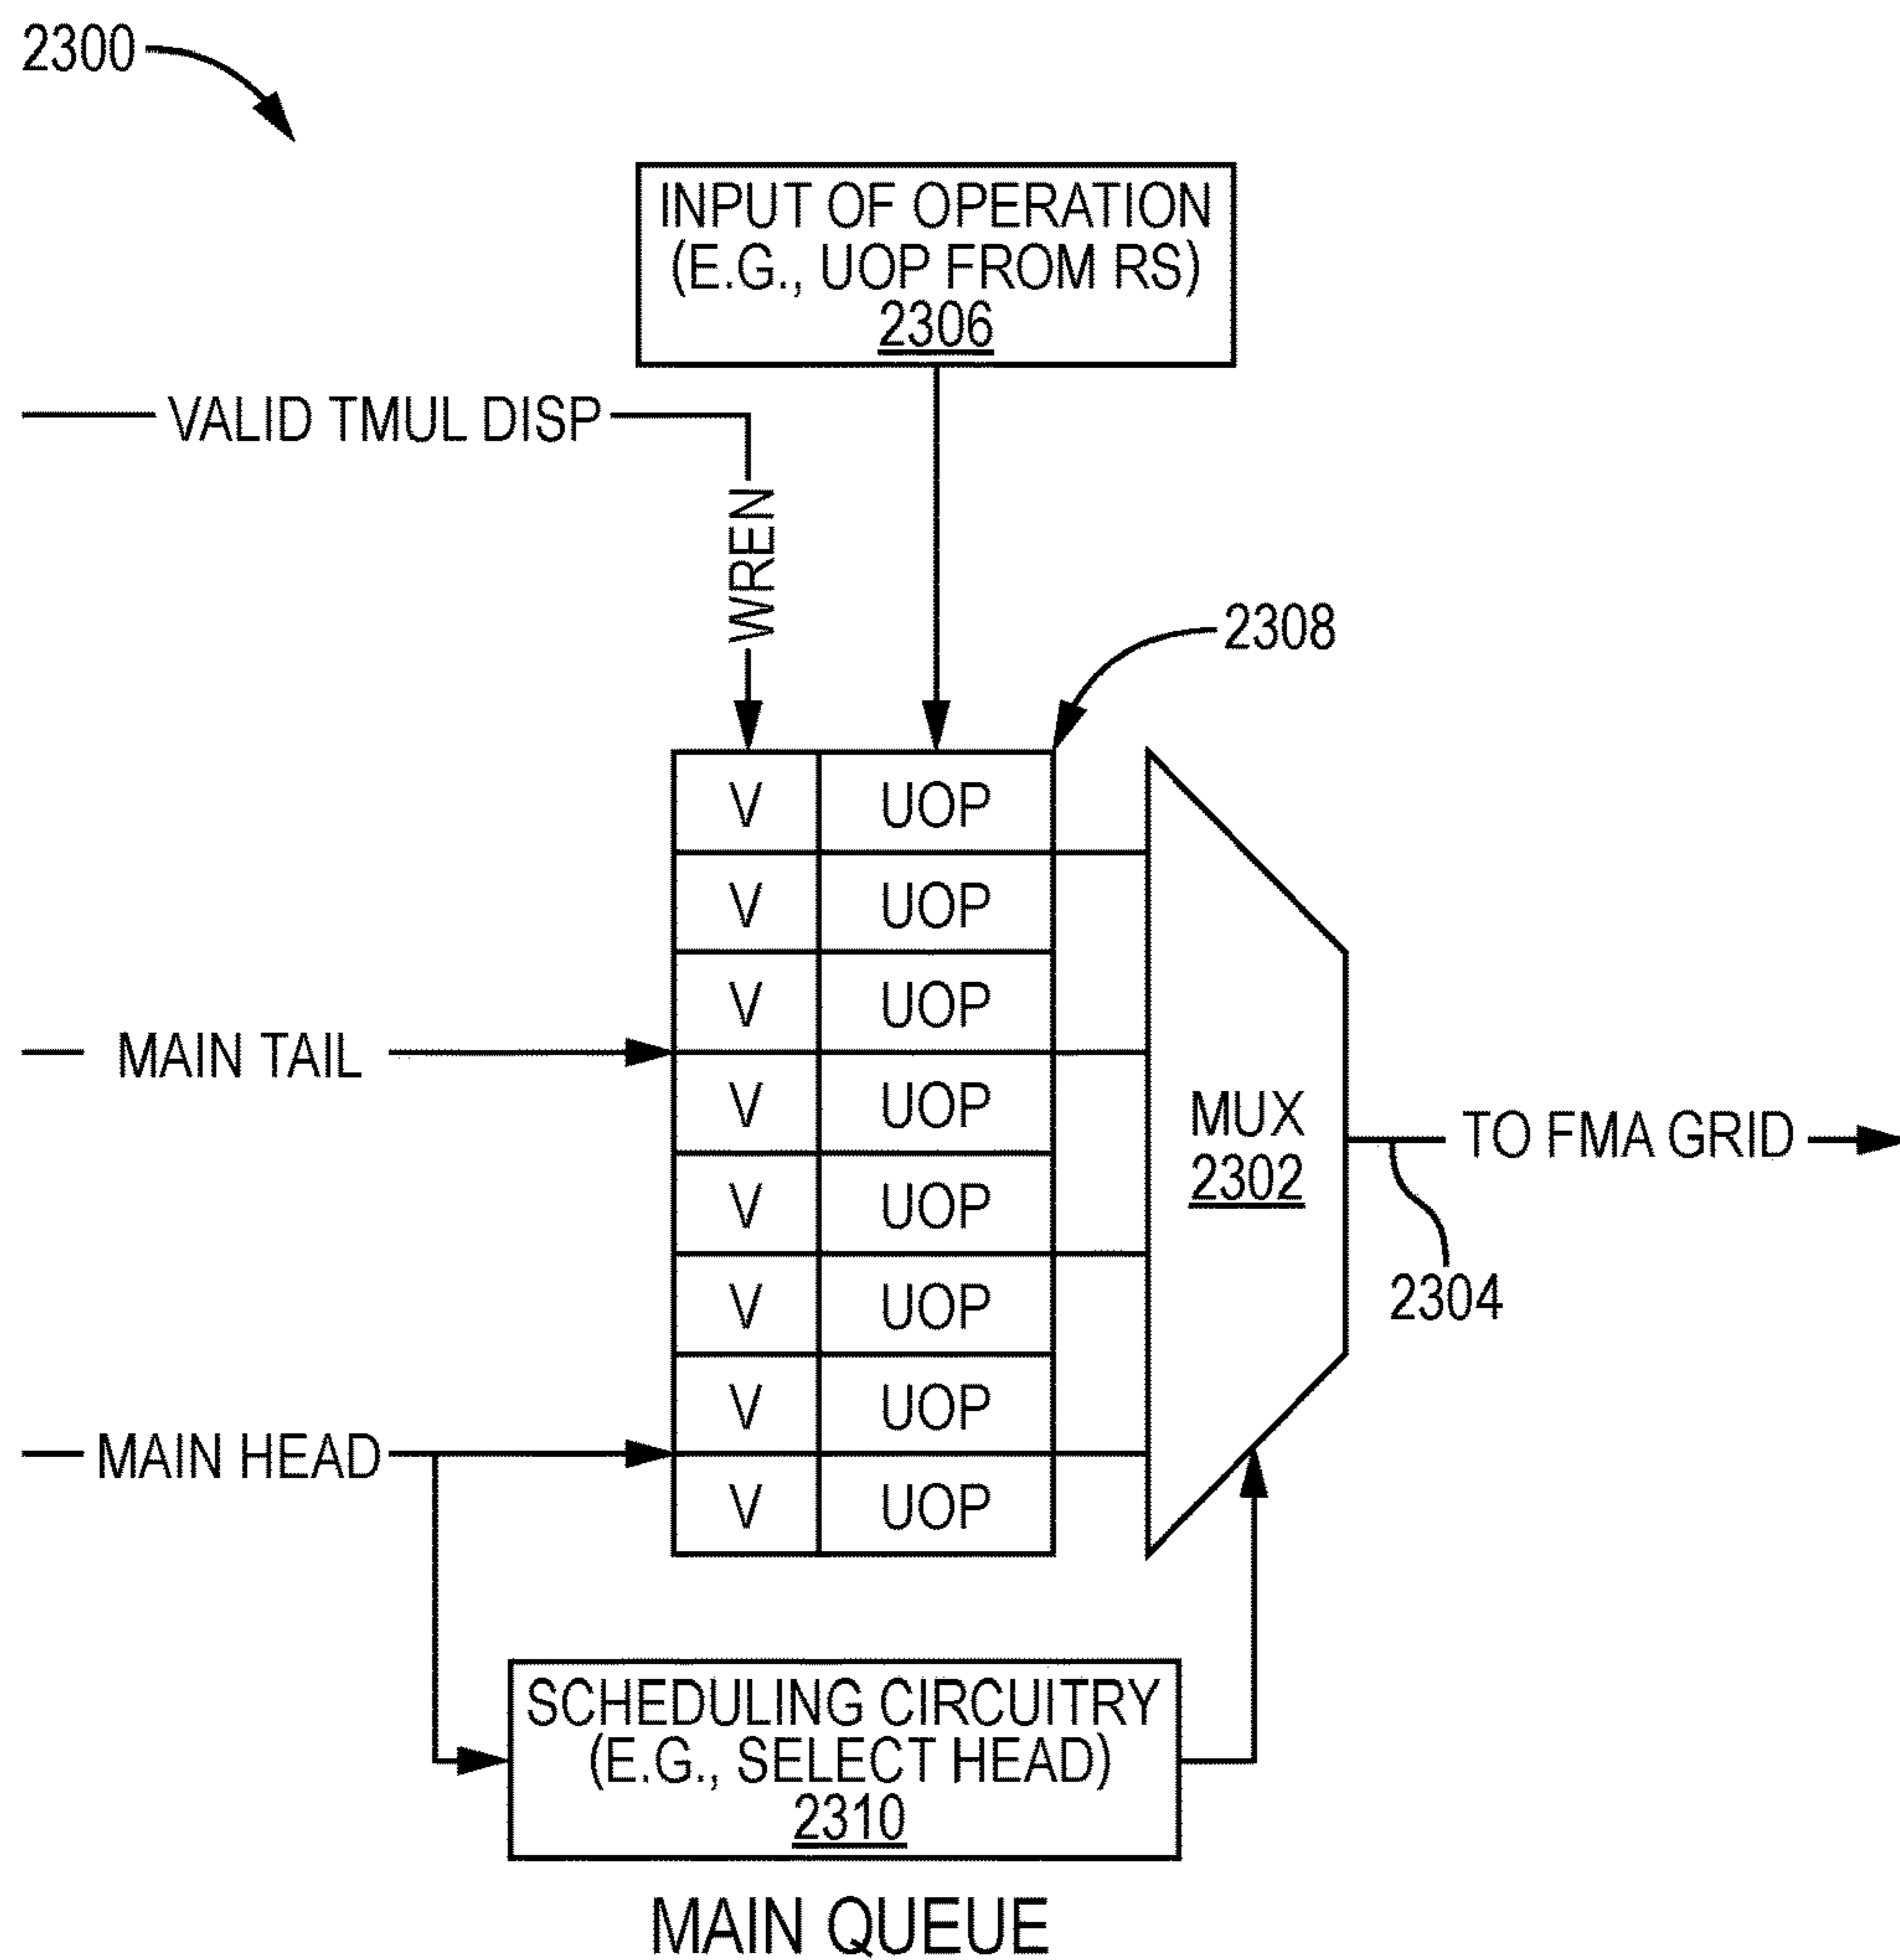 2300
INPUT OF OPERATION
(E.G., UOP FROM RS)
2306
VALID TMUL DISP
WREN
2308
V UOP
V UOP
V UOP
MAIN TAIL
V UOP
MUX
2302
TO FMA GRID
V UOP
2304
V UOP
V UOP
MAIN HEAD
V UOP
SCHEDULING CIRCUITRY
(E.G., SELECT HEAD)
2310
MAIN QUEUE